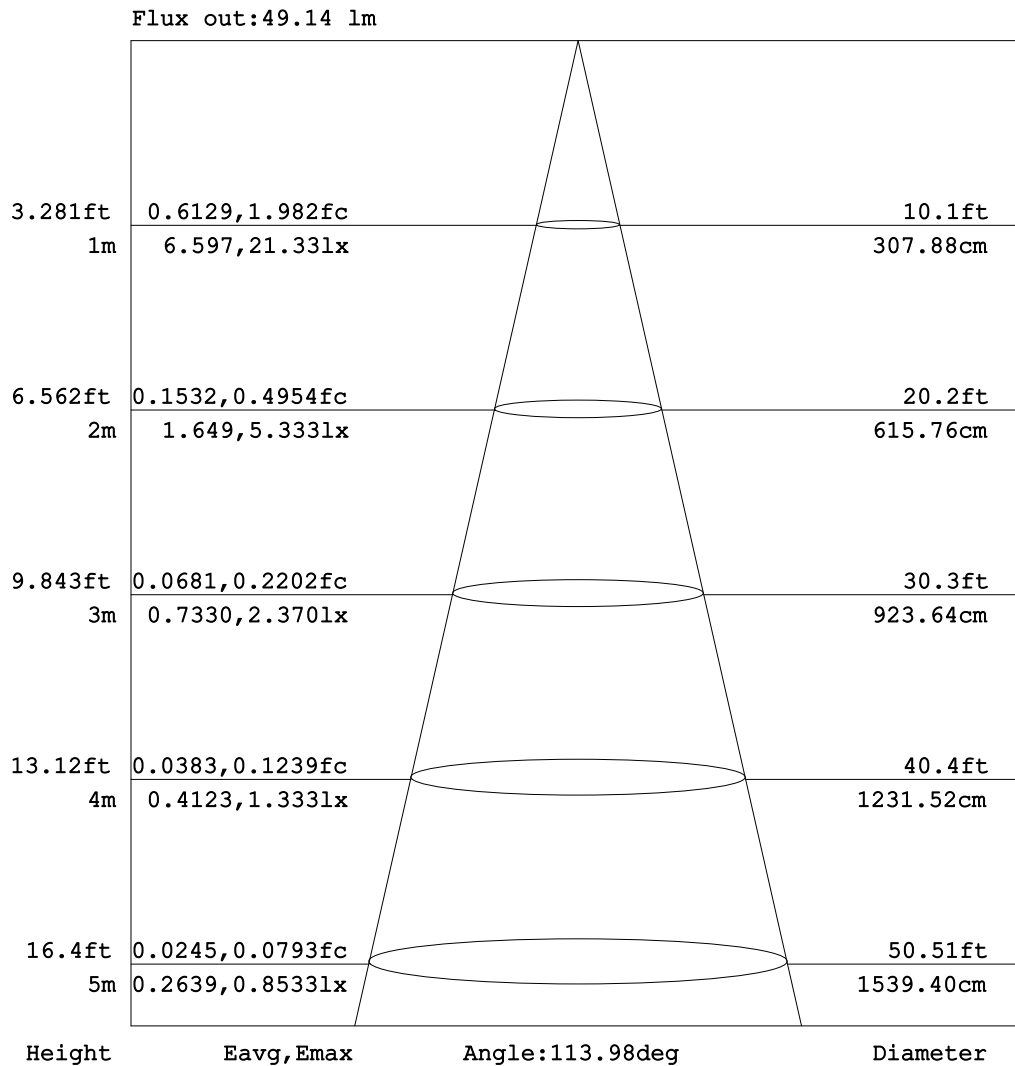 Flux out:49.14 lm
3.281ft 0.6129,1.982fc 10.1ft
1m 6.597,21.33lx 307.88cm
6.562ft 0.1532,0.4954fc 20.2ft
2m 1.649,5.333lx 615.76cm
9.843ft 0.0681,0.2202fc 30.3ft
3m 0.7330,2.370lx 923.64cm
13.12ft 0.0383,0.1239fc 40.4ft
4m 0.4123,1.333lx 1231.52cm
16.4ft 0.0245,0.0793fc 50.51ft
5m 0.2639,0.8533lx 1539.40cm
Height Eavg,Emax Angle:113.98deg Diameter